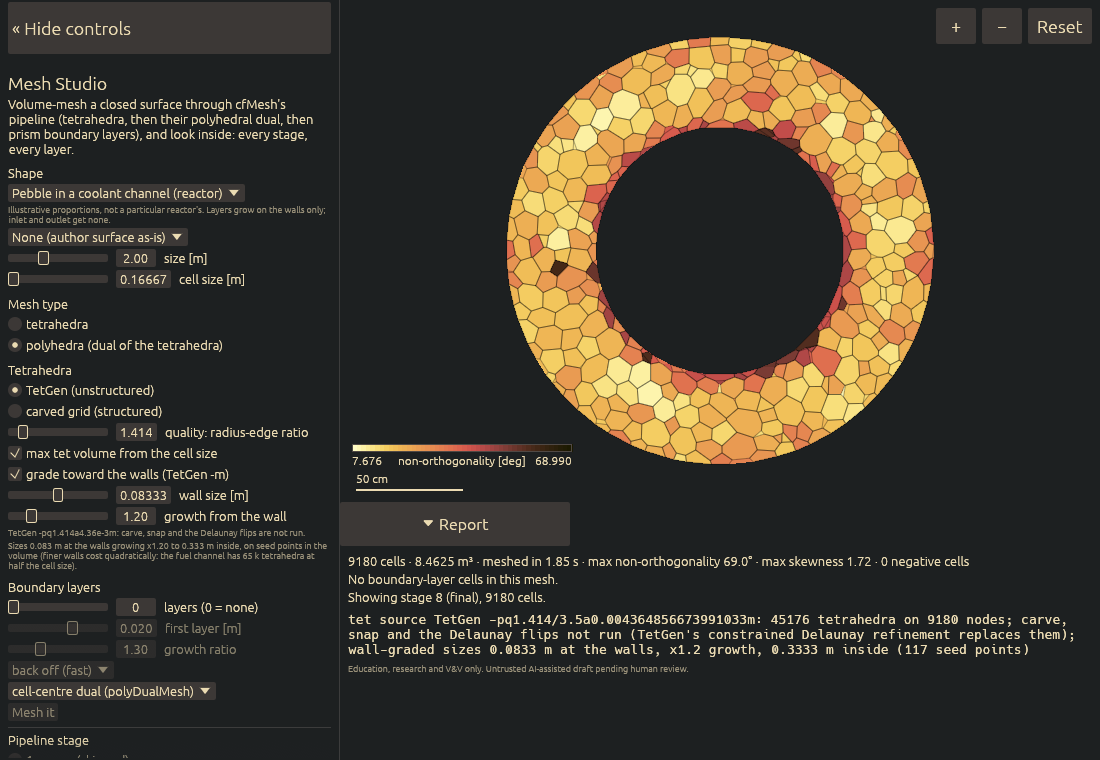 « Hide controls
Mesh Studio
Volume-mesh a closed surface through cfMesh's
pipeline (tetrahedra, then their polyhedral dual, then
prism boundary layers), and look inside: every stage,
every layer.
Shape
Pebble in a coolant channel (reactor)
Illustrative proportions, not a particular reactor's. Layers grow on the walls only;
inlet and outlet get none.
None (author surface as-is)
2.00 size [m]
0.16667 cell size [m]
Mesh type
tetrahedra
polyhedra (dual of the tetrahedra)
Tetrahedra
TetGen (unstructured)
carved grid (structured)
1.414 quality: radius-edge ratio
max tet volume from the cell size
grade toward the walls (TetGen -m)
0.08333 wall size [m]
1.20 growth from the wall
TetGen -pq1.414a4.36e-3m: carve, snap and the Delaunay flips are not run.
Sizes 0.083 m at the walls growing x1.20 to 0.333 m inside, on seed points in the
volume (finer walls cost quadratically: the fuel channel has 65 k tetrahedra at
half the cell size).
Boundary layers
0 layers (0 = none)
0.020 first layer [m]
1.30 growth ratio
back off (fast)
cell-centre dual (polyDualMesh)
Mesh it
Pipeline stage
+ − Reset
7.676 non-orthogonality [deg] 68.990
50 cm
Report
9180 cells · 8.4625 m³ · meshed in 1.85 s · max non-orthogonality 69.0° · max skewness 1.72 · 0 negative cells
No boundary-layer cells in this mesh.
Showing stage 8 (final), 9180 cells.
tet source TetGen -pq1.414/3.5a0.004364856673991033m: 45176 tetrahedra on 9180 nodes; carve,
snap and the Delaunay flips not run (TetGen's constrained Delaunay refinement replaces them);
wall-graded sizes 0.0833 m at the walls, x1.2 growth, 0.3333 m inside (117 seed points)
Education, research and V&V only. Untrusted AI-assisted draft pending human review.